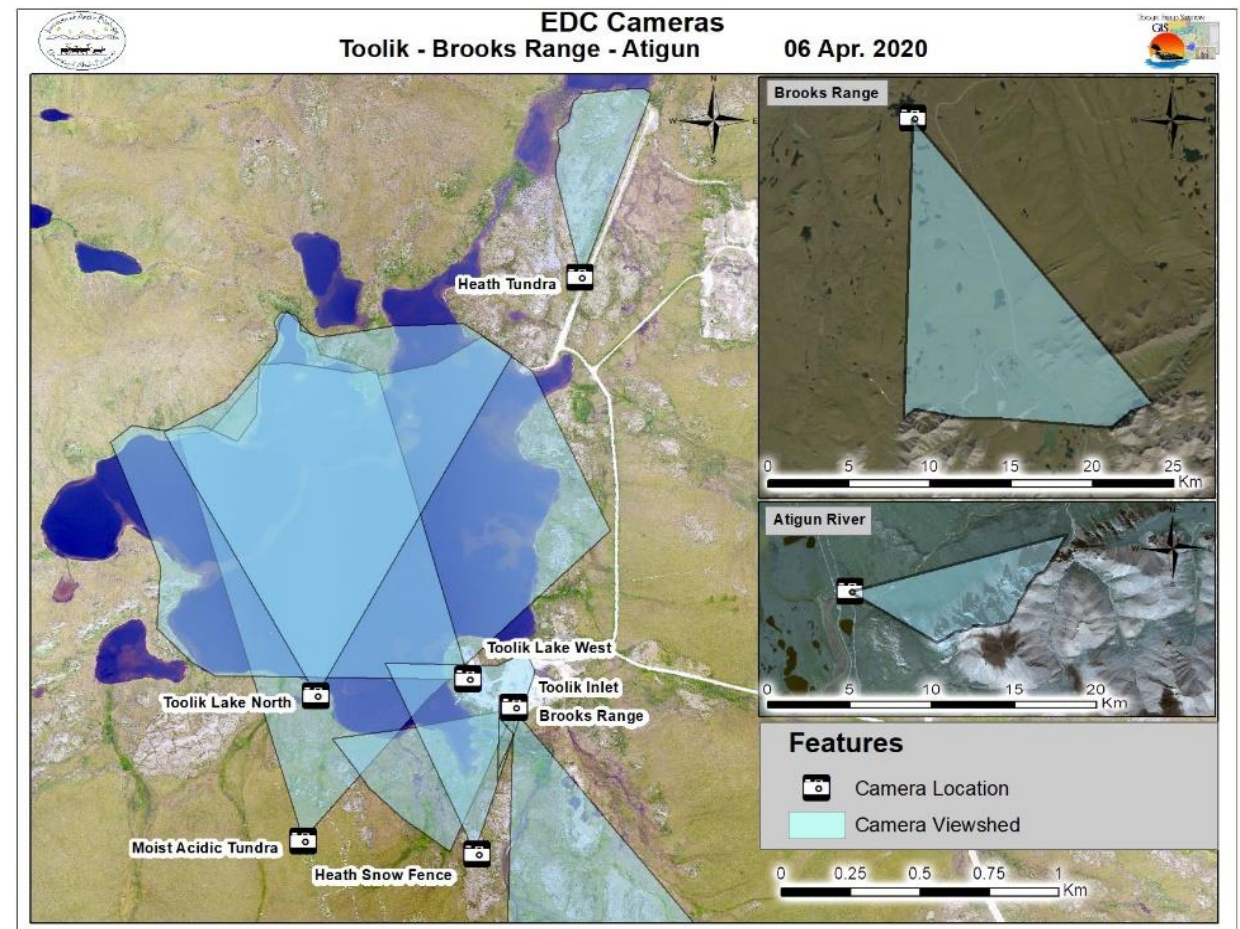 EDC Cameras
Toolik - Brooks Range - Atigun 06 Apr. 2020
GIS
N
W
E
S
Heath Tundra
Toolik Lake West
Toolik Inlet
Toolik Lake North
Brooks Range
Moist Acidic Tundra
Heath Snow Fence
Brooks Range
0 5 10 15 20 25 Km
Atigun River
0 5 10 15 20 Km
Features
Camera Location
Camera Viewshed
0 0.25 0.5 0.75 1 Km